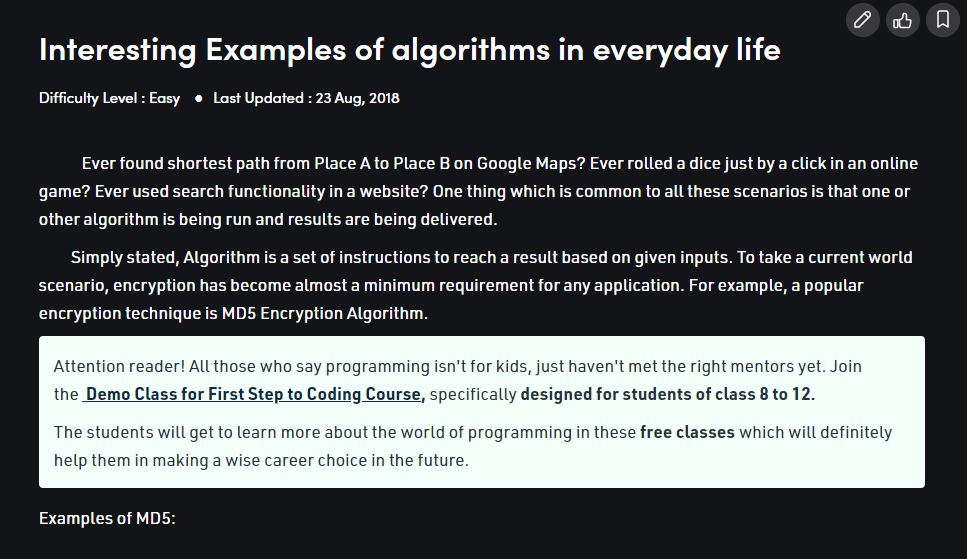 Interesting Examples of algorithms in everyday life
Difficulty Level : Easy ● Last Updated : 23 Aug, 2018
Ever found shortest path from Place A to Place B on Google Maps? Ever rolled a dice just by a click in an online
game? Ever used search functionality in a website? One thing which is common to all these scenarios is that one or
other algorithm is being run and results are being delivered.
Simply stated, Algorithm is a set of instructions to reach a result based on given inputs. To take a current world
scenario, encryption has become almost a minimum requirement for any application. For example, a popular
encryption technique is MD5 Encryption Algorithm.
Attention reader! All those who say programming isn't for kids, just haven't met the right mentors yet. Join
the Demo Class for First Step to Coding Course, specifically designed for students of class 8 to 12.
The students will get to learn more about the world of programming in these free classes which will definitely
help them in making a wise career choice in the future.
Examples of MD5: